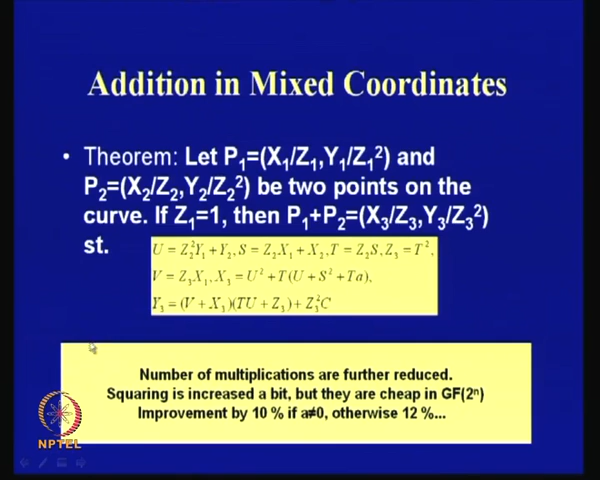 Addition in Mixed Coordinates
• Theorem: Let P₁=(X₁/Z₁,Y₁/Z₁²) and
P₂=(X₂/Z₂,Y₂/Z₂²) be two points on the
curve. If Z₁=1, then P₁+P₂=(X₃/Z₃,Y₃/Z₃²)
st.
U = Z₂²Y₁ + Y₂, S = Z₂X₁ + X₂, T = Z₂S, Z₃ = T²,
V = Z₃X₁, X₃ = U² + T(U + S² + Ta),
Y₃ = (V + X₃)(TU + Z₃) + Z₃²C
Number of multiplications are further reduced.
Squaring is increased a bit, but they are cheap in GF(2ⁿ)
Improvement by 10 % if a≠0, otherwise 12 %...
NPTEL